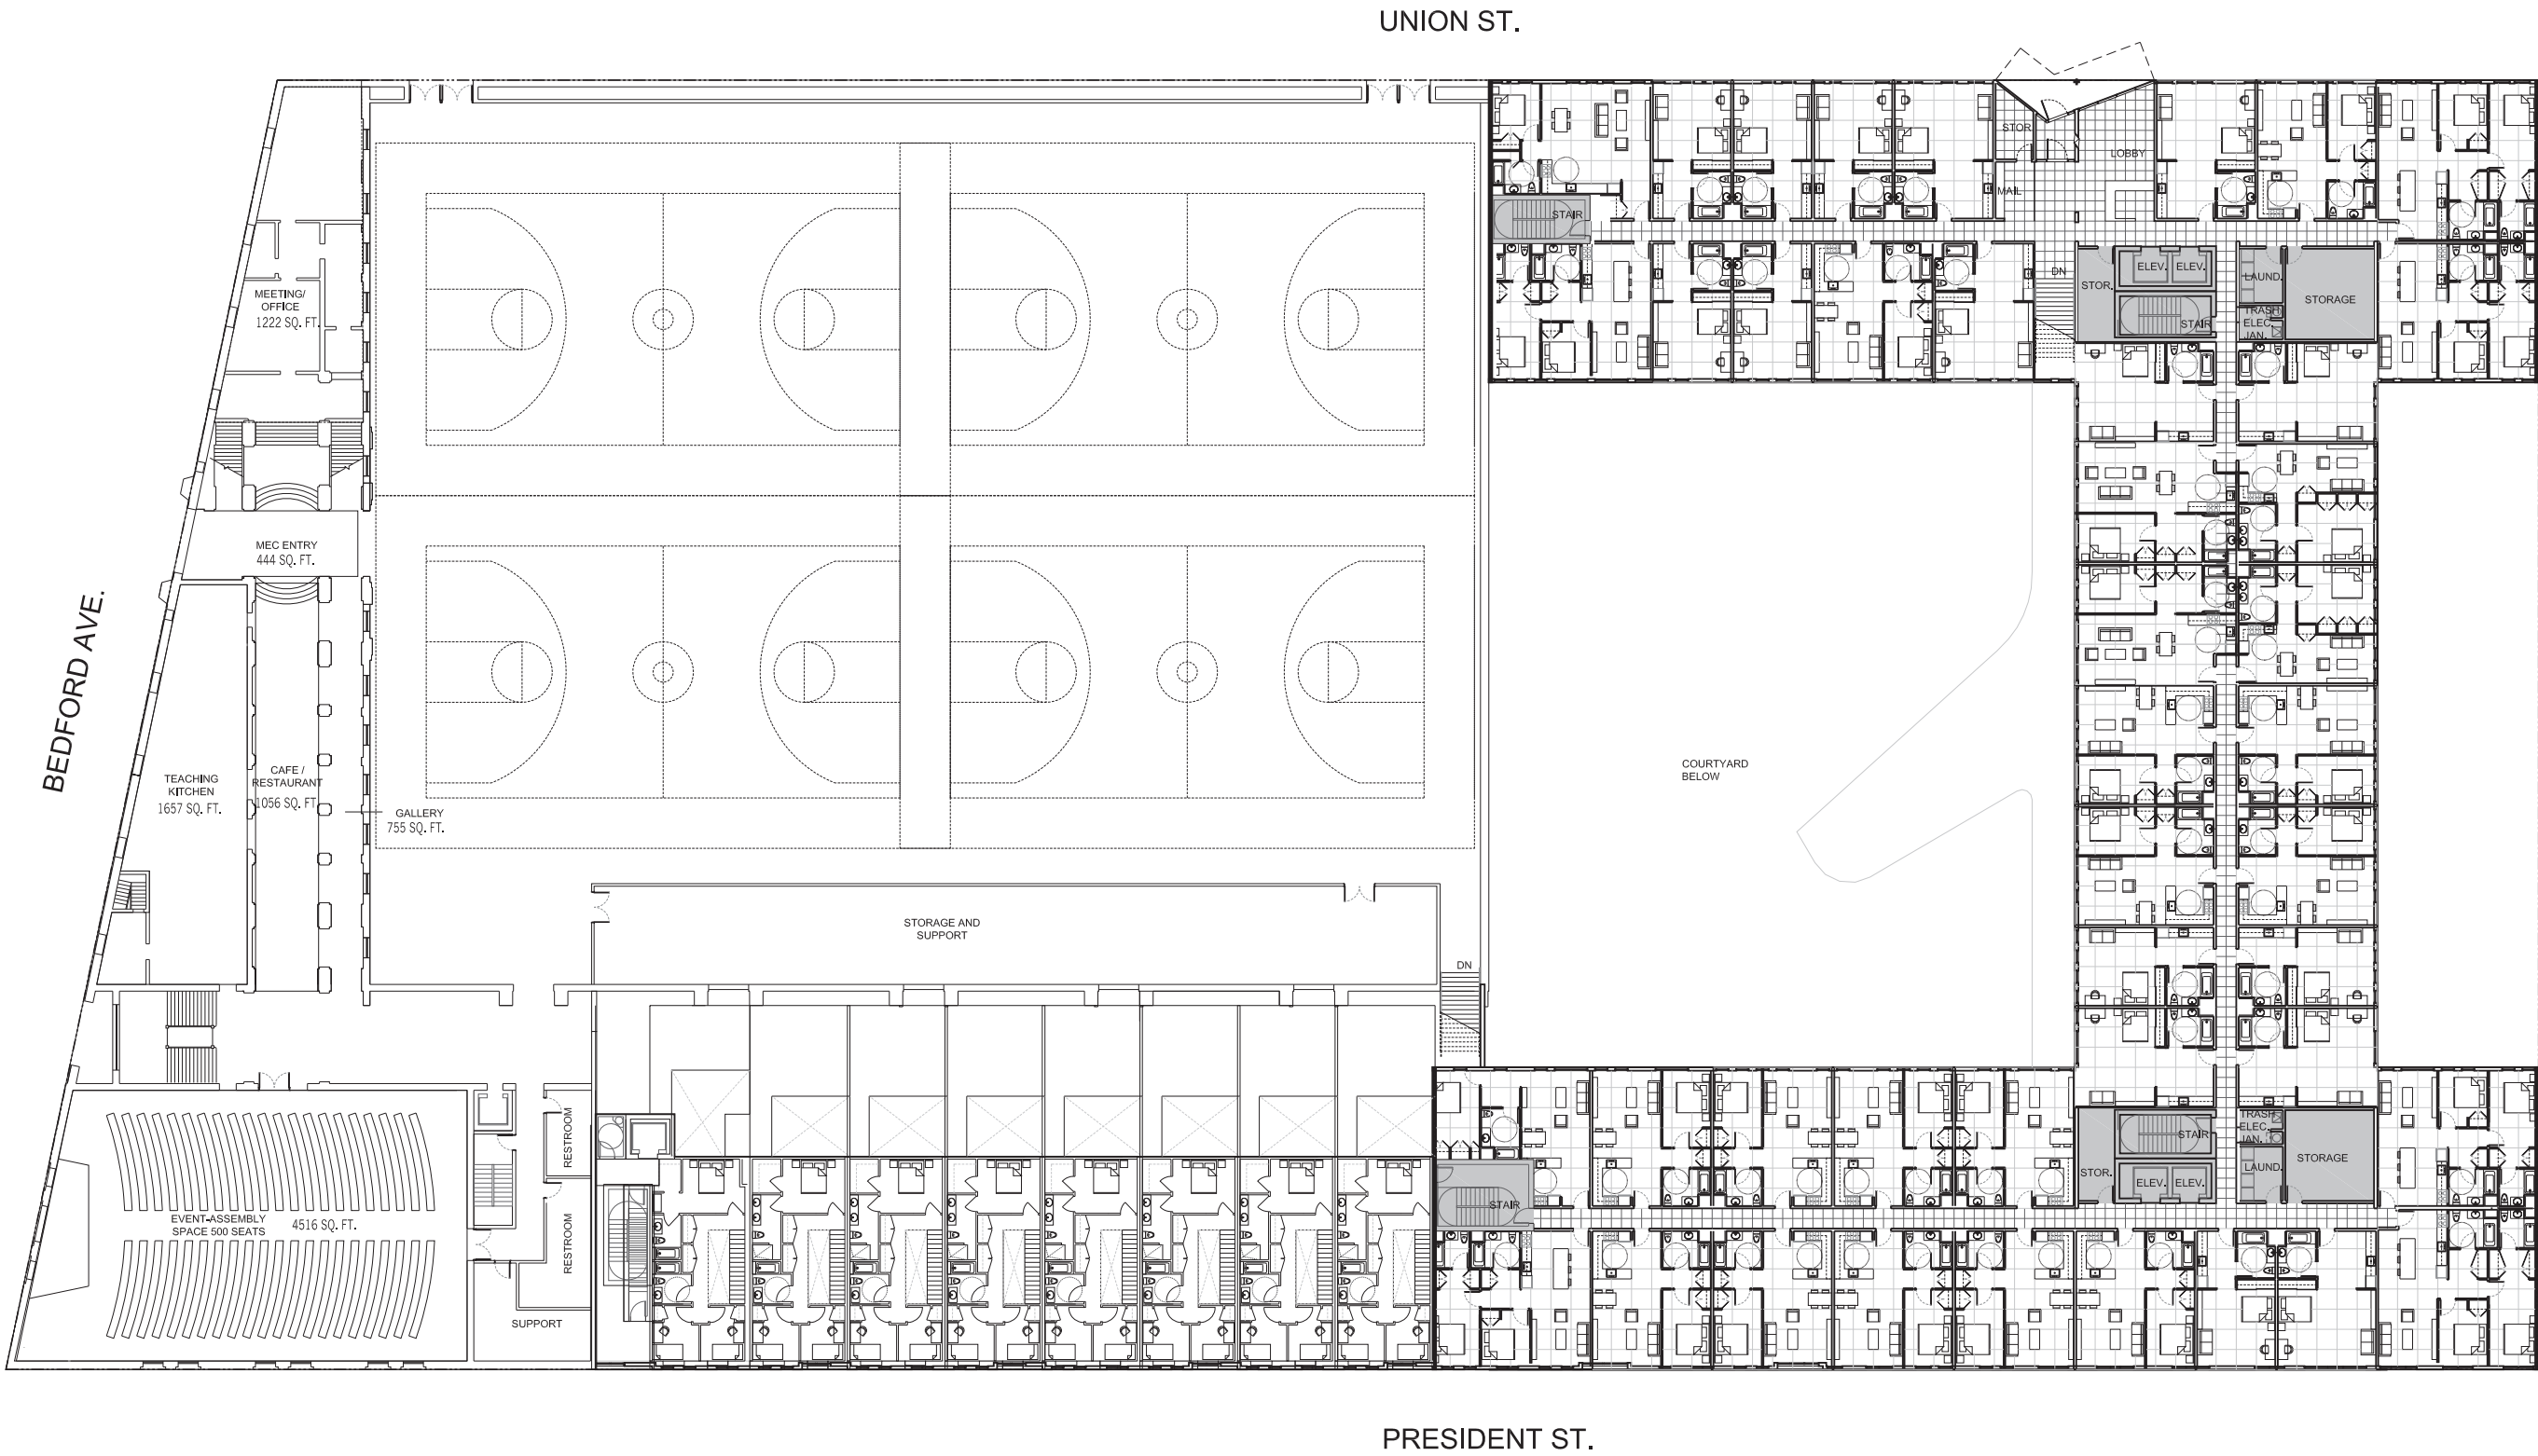 UNION ST.
STOR.
LOBBY
MAIL
STAIR
DN
ELEV.
ELEV.
LAUND.
STOR.
STORAGE
TRASH
STAIR
ELEC.
JAN.
MEETING/
OFFICE
1222 SQ. FT.
MEC ENTRY
444 SQ. FT.
BEDFORD AVE.
TEACHING
KITCHEN
1657 SQ. FT.
CAFE /
RESTAURANT
1056 SQ. FT.
GALLERY
755 SQ. FT.
COURTYARD
BELOW
STORAGE AND
SUPPORT
DN
RESTROOM
RESTROOM
EVENT-ASSEMBLY
SPACE 500 SEATS
4516 SQ. FT.
SUPPORT
STAIR
TRASH
ELEC.
JAN.
STAIR
STOR.
ELEV.
ELEV.
LAUND.
STORAGE
PRESIDENT ST.